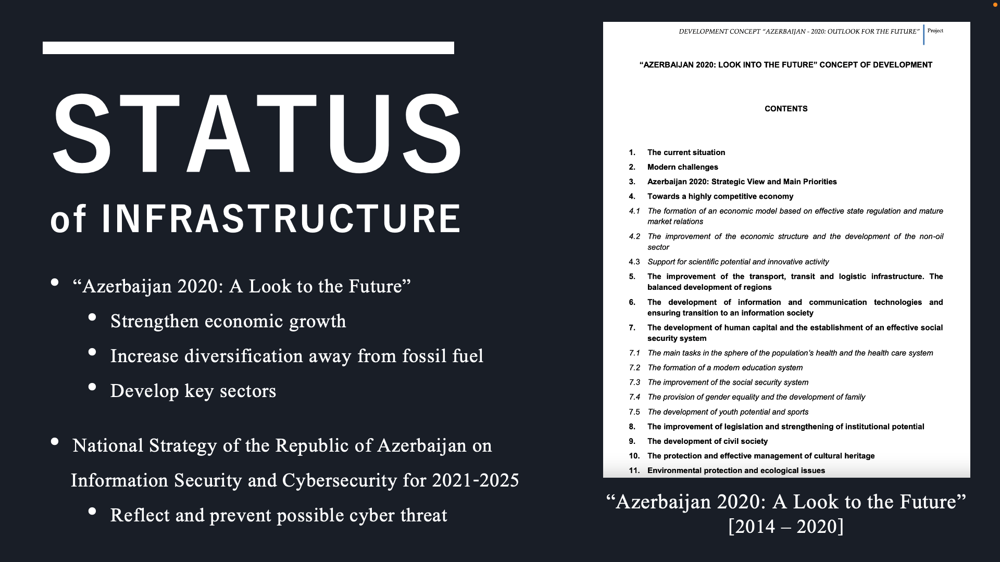 STATUS
of INFRASTRUCTURE
• “Azerbaijan 2020: A Look to the Future”
• Strengthen economic growth
• Increase diversification away from fossil fuel
• Develop key sectors
• National Strategy of the Republic of Azerbaijan on
Information Security and Cybersecurity for 2021-2025
• Reflect and prevent possible cyber threat
DEVELOPMENT CONCEPT “AZERBAIJAN - 2020: OUTLOOK FOR THE FUTURE” Project
“AZERBAIJAN 2020: LOOK INTO THE FUTURE” CONCEPT OF DEVELOPMENT
CONTENTS
1. The current situation
2. Modern challenges
3. Azerbaijan 2020: Strategic View and Main Priorities
4. Towards a highly competitive economy
4.1 The formation of an economic model based on effective state regulation and mature
market relations
4.2 The improvement of the economic structure and the development of the non-oil
sector
4.3 Support for scientific potential and innovative activity
5. The improvement of the transport, transit and logistic infrastructure. The
balanced development of regions
6. The development of information and communication technologies and
ensuring transition to an information society
7. The development of human capital and the establishment of an effective social
security system
7.1 The main tasks in the sphere of the population’s health and the health care system
7.2 The formation of a modern education system
7.3 The improvement of the social security system
7.4 The provision of gender equality and the development of family
7.5 The development of youth potential and sports
8. The improvement of legislation and strengthening of institutional potential
9. The development of civil society
10. The protection and effective management of cultural heritage
11. Environmental protection and ecological issues
“Azerbaijan 2020: A Look to the Future”
[2014 – 2020]